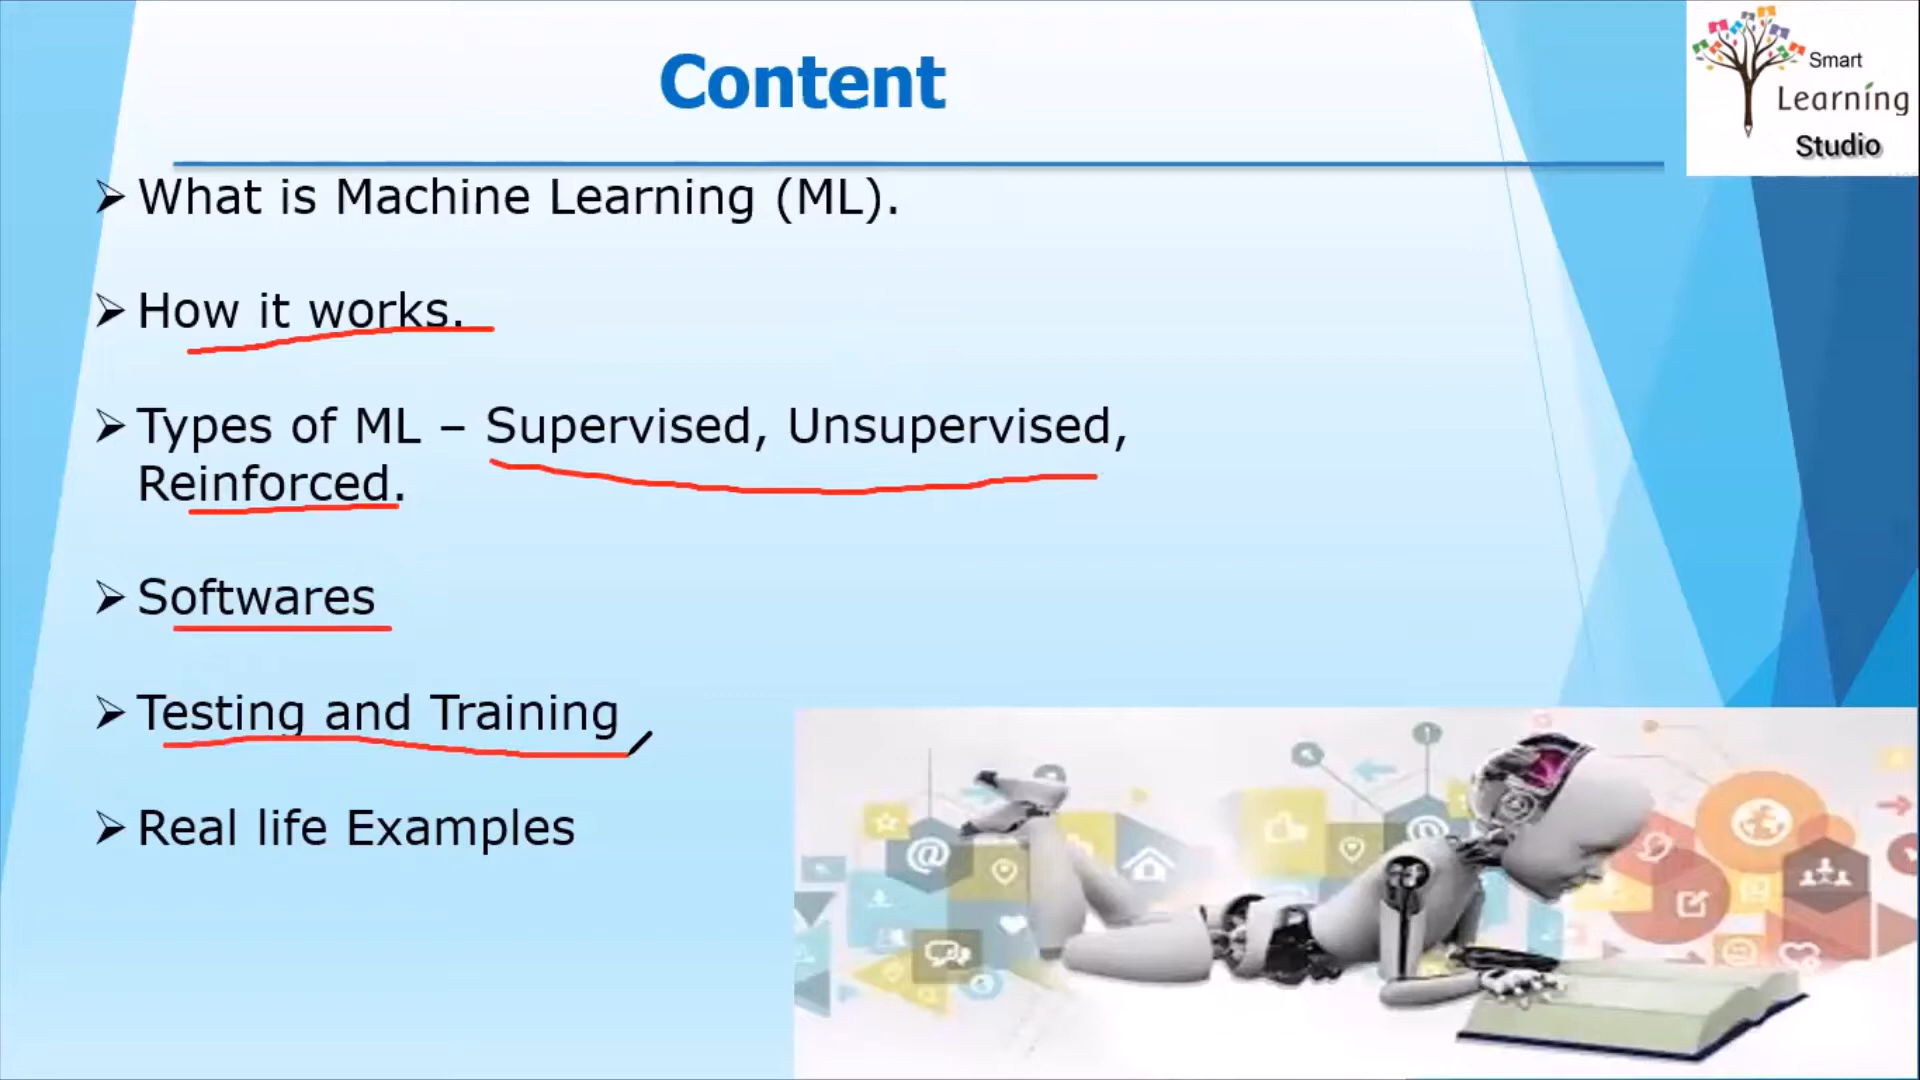 Content
Smart
Learning
Studio
➢ What is Machine Learning (ML).
➢ How it works.
➢ Types of ML – Supervised, Unsupervised,
Reinforced.
➢ Softwares
➢ Testing and Training
➢ Real life Examples